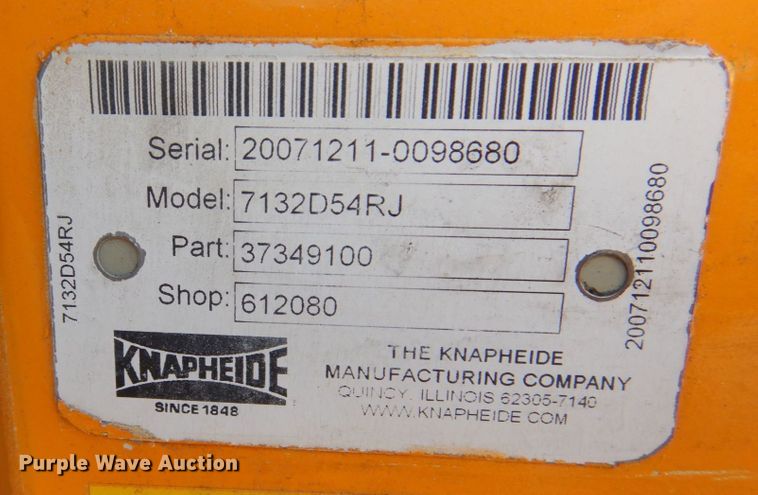 Serial: 20071211-0098680
Model: 7132D54RJ
Part: 37349100
Shop: 612080
7132D54RJ
200712110098680
KNAPHEIDE
SINCE 1848
THE KNAPHEIDE
MANUFACTURING COMPANY
QUINCY, ILLINOIS 62305-7140
WWW.KNAPHEIDE.COM
Purple Wave Auction